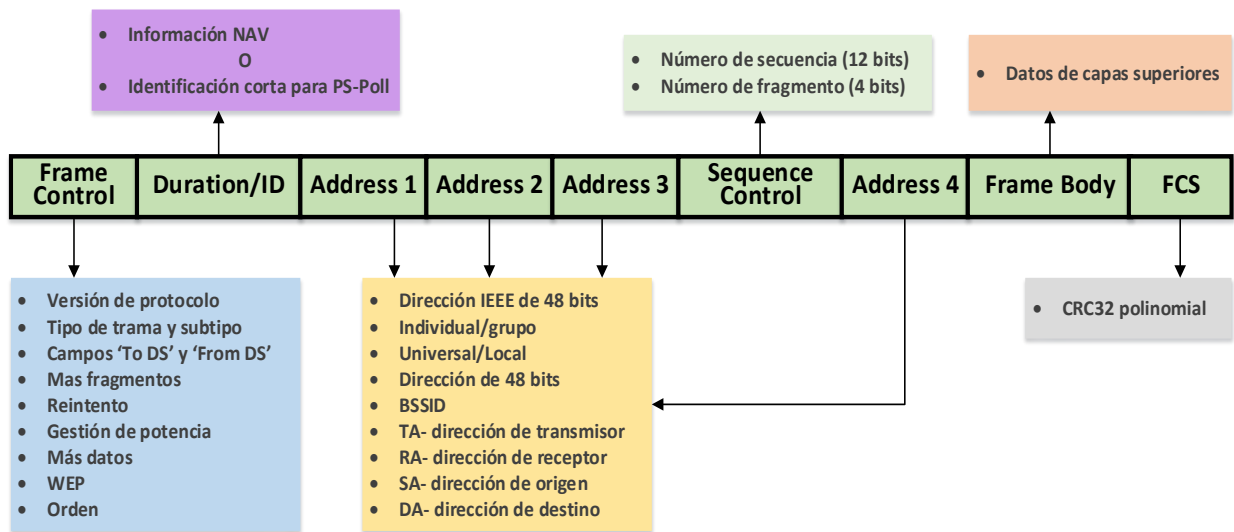 • Información NAV
O
• Identificación corta para PS-Poll
• Número de secuencia (12 bits)
• Número de fragmento (4 bits)
• Datos de capas superiores
Frame Control
Duration/ID
Address 1
Address 2
Address 3
Sequence Control
Address 4
Frame Body
FCS
• Versión de protocolo
• Tipo de trama y subtipo
• Campos ‘To DS’ y ‘From DS’
• Mas fragmentos
• Reintento
• Gestión de potencia
• Más datos
• WEP
• Orden
• Dirección IEEE de 48 bits
• Individual/grupo
• Universal/Local
• Dirección de 48 bits
• BSSID
• TA- dirección de transmisor
• RA- dirección de receptor
• SA- dirección de origen
• DA- dirección de destino
• CRC32 polinomial